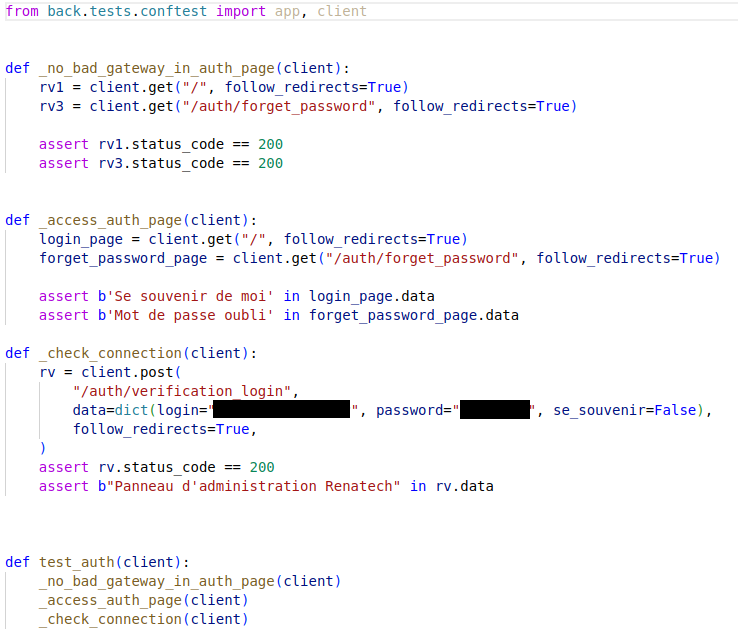 from back.tests.conftest import app, client
def _no_bad_gateway_in_auth_page(client):
rv1 = client.get("/", follow_redirects=True)
rv3 = client.get("/auth/forget_password", follow_redirects=True)
assert rv1.status_code == 200
assert rv3.status_code == 200
def _access_auth_page(client):
login_page = client.get("/", follow_redirects=True)
forget_password_page = client.get("/auth/forget_password", follow_redirects=True)
assert b'Se souvenir de moi' in login_page.data
assert b'Mot de passe oubli' in forget_password_page.data
def _check_connection(client):
rv = client.post(
"/auth/verification_login",
data=dict(login="", password="", se_souvenir=False),
follow_redirects=True,
)
assert rv.status_code == 200
assert b"Panneau d'administration Renatech" in rv.data
def test_auth(client):
_no_bad_gateway_in_auth_page(client)
_access_auth_page(client)
_check_connection(client)